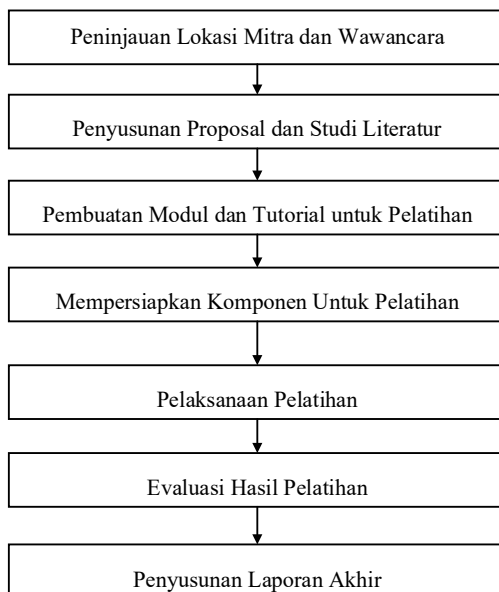 Peninjauan Lokasi Mitra dan Wawancara
Penyusunan Proposal dan Studi Literatur
Pembuatan Modul dan Tutorial untuk Pelatihan
Mempersiapkan Komponen Untuk Pelatihan
Pelaksanaan Pelatihan
Evaluasi Hasil Pelatihan
Penyusunan Laporan Akhir